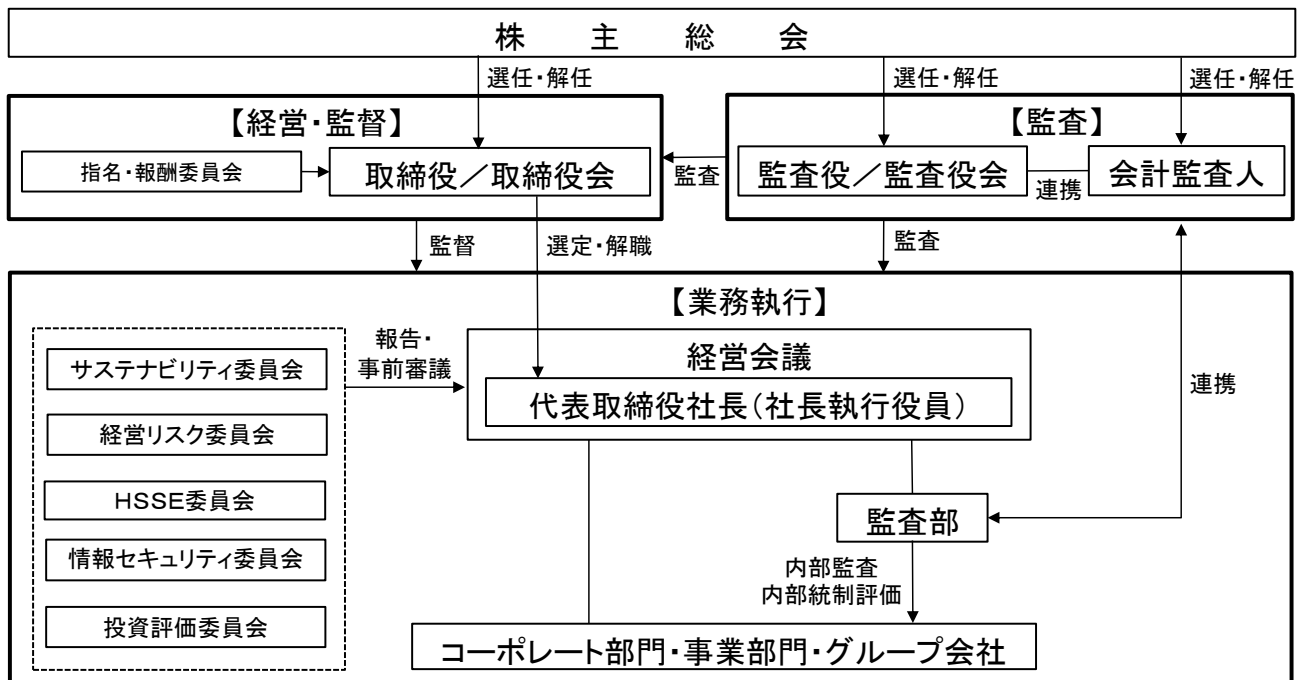 株主総会
選任・解任
選任・解任
選任・解任
【経営・監督】
【監査】
指名・報酬委員会
取締役／取締役会
監査
監査役／監査役会
連携
会計監査人
監督
選定・解職
監査
【業務執行】
報告・
事前審議
経営会議
代表取締役社長(社長執行役員)
連携
サステナビリティ委員会
経営リスク委員会
HSSE委員会
情報セキュリティ委員会
投資評価委員会
監査部
内部監査
内部統制評価
コーポレート部門・事業部門・グループ会社